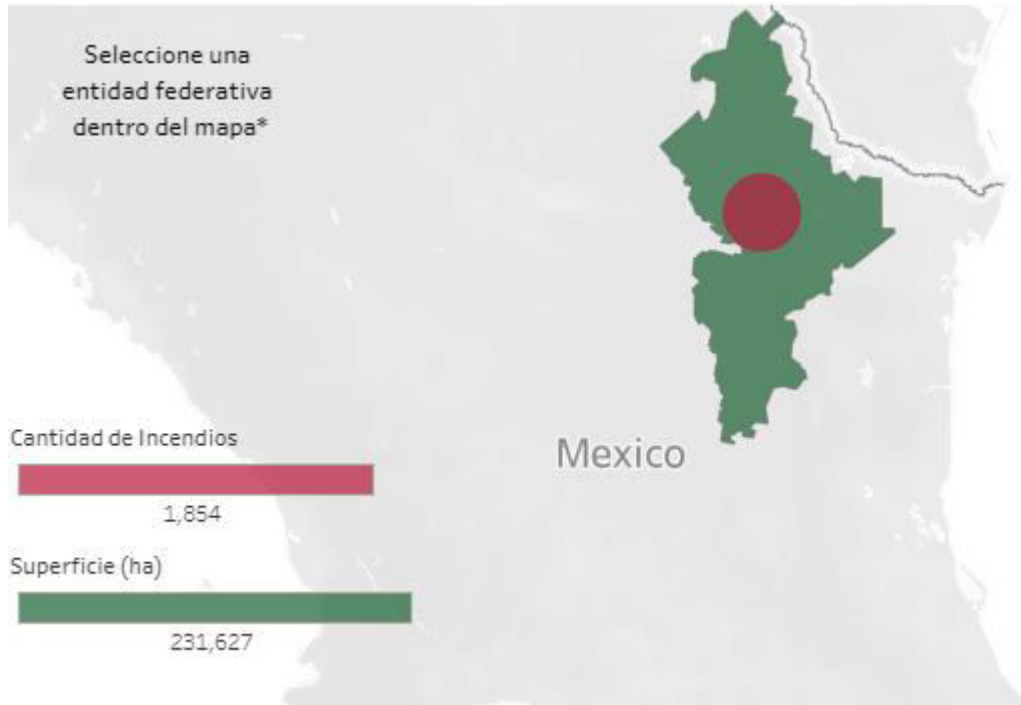 Seleccione una
entidad federativa
dentro del mapa*
Mexico
Cantidad de Incendios
1,854
Superficie (ha)
231,627